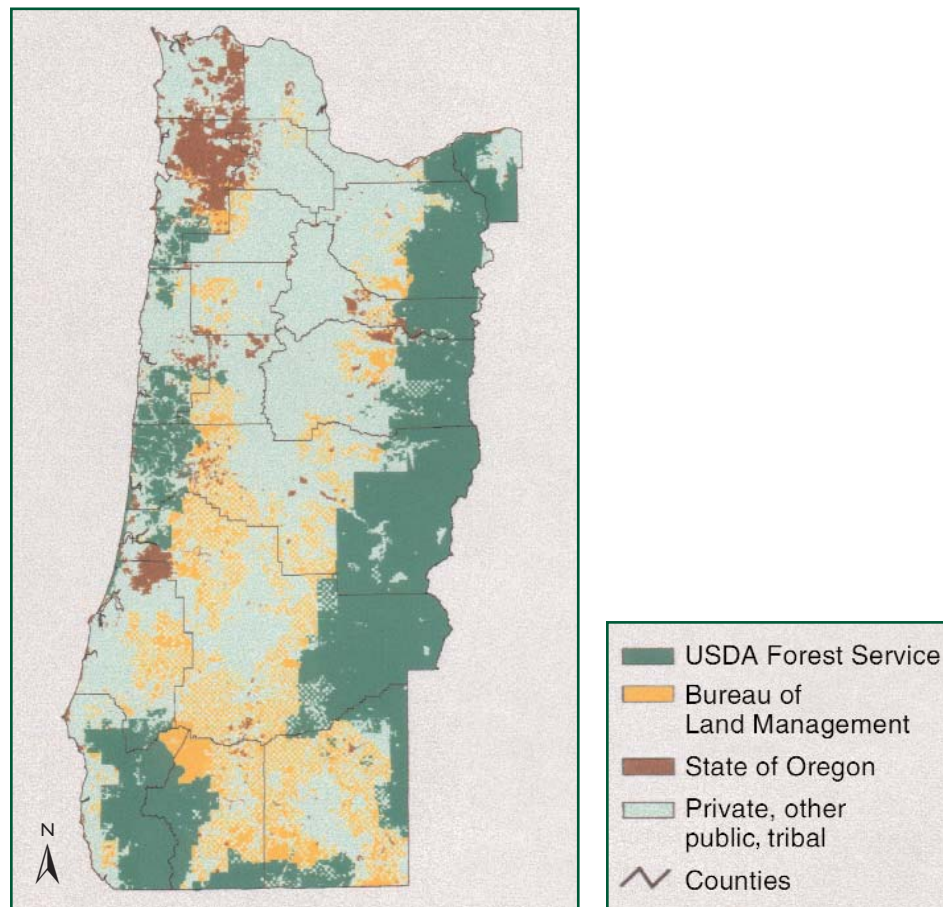 N
USDA Forest Service
Bureau of
Land Management
State of Oregon
Private, other
public, tribal
Counties